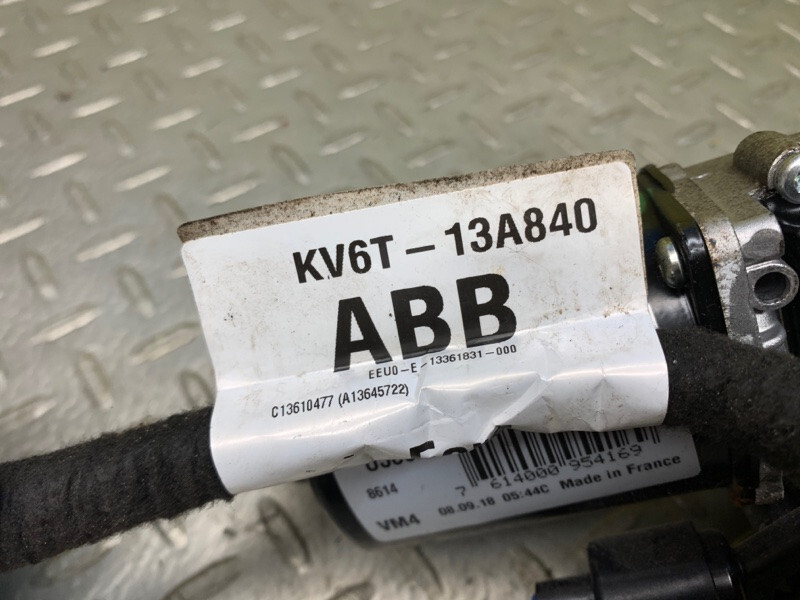 KV6T-13A840
ABB
EEU0-E-13361831-000
C13610477 (A13645722)
7 614000 954169
8614
08.09.18 05:44C Made in France
VM4